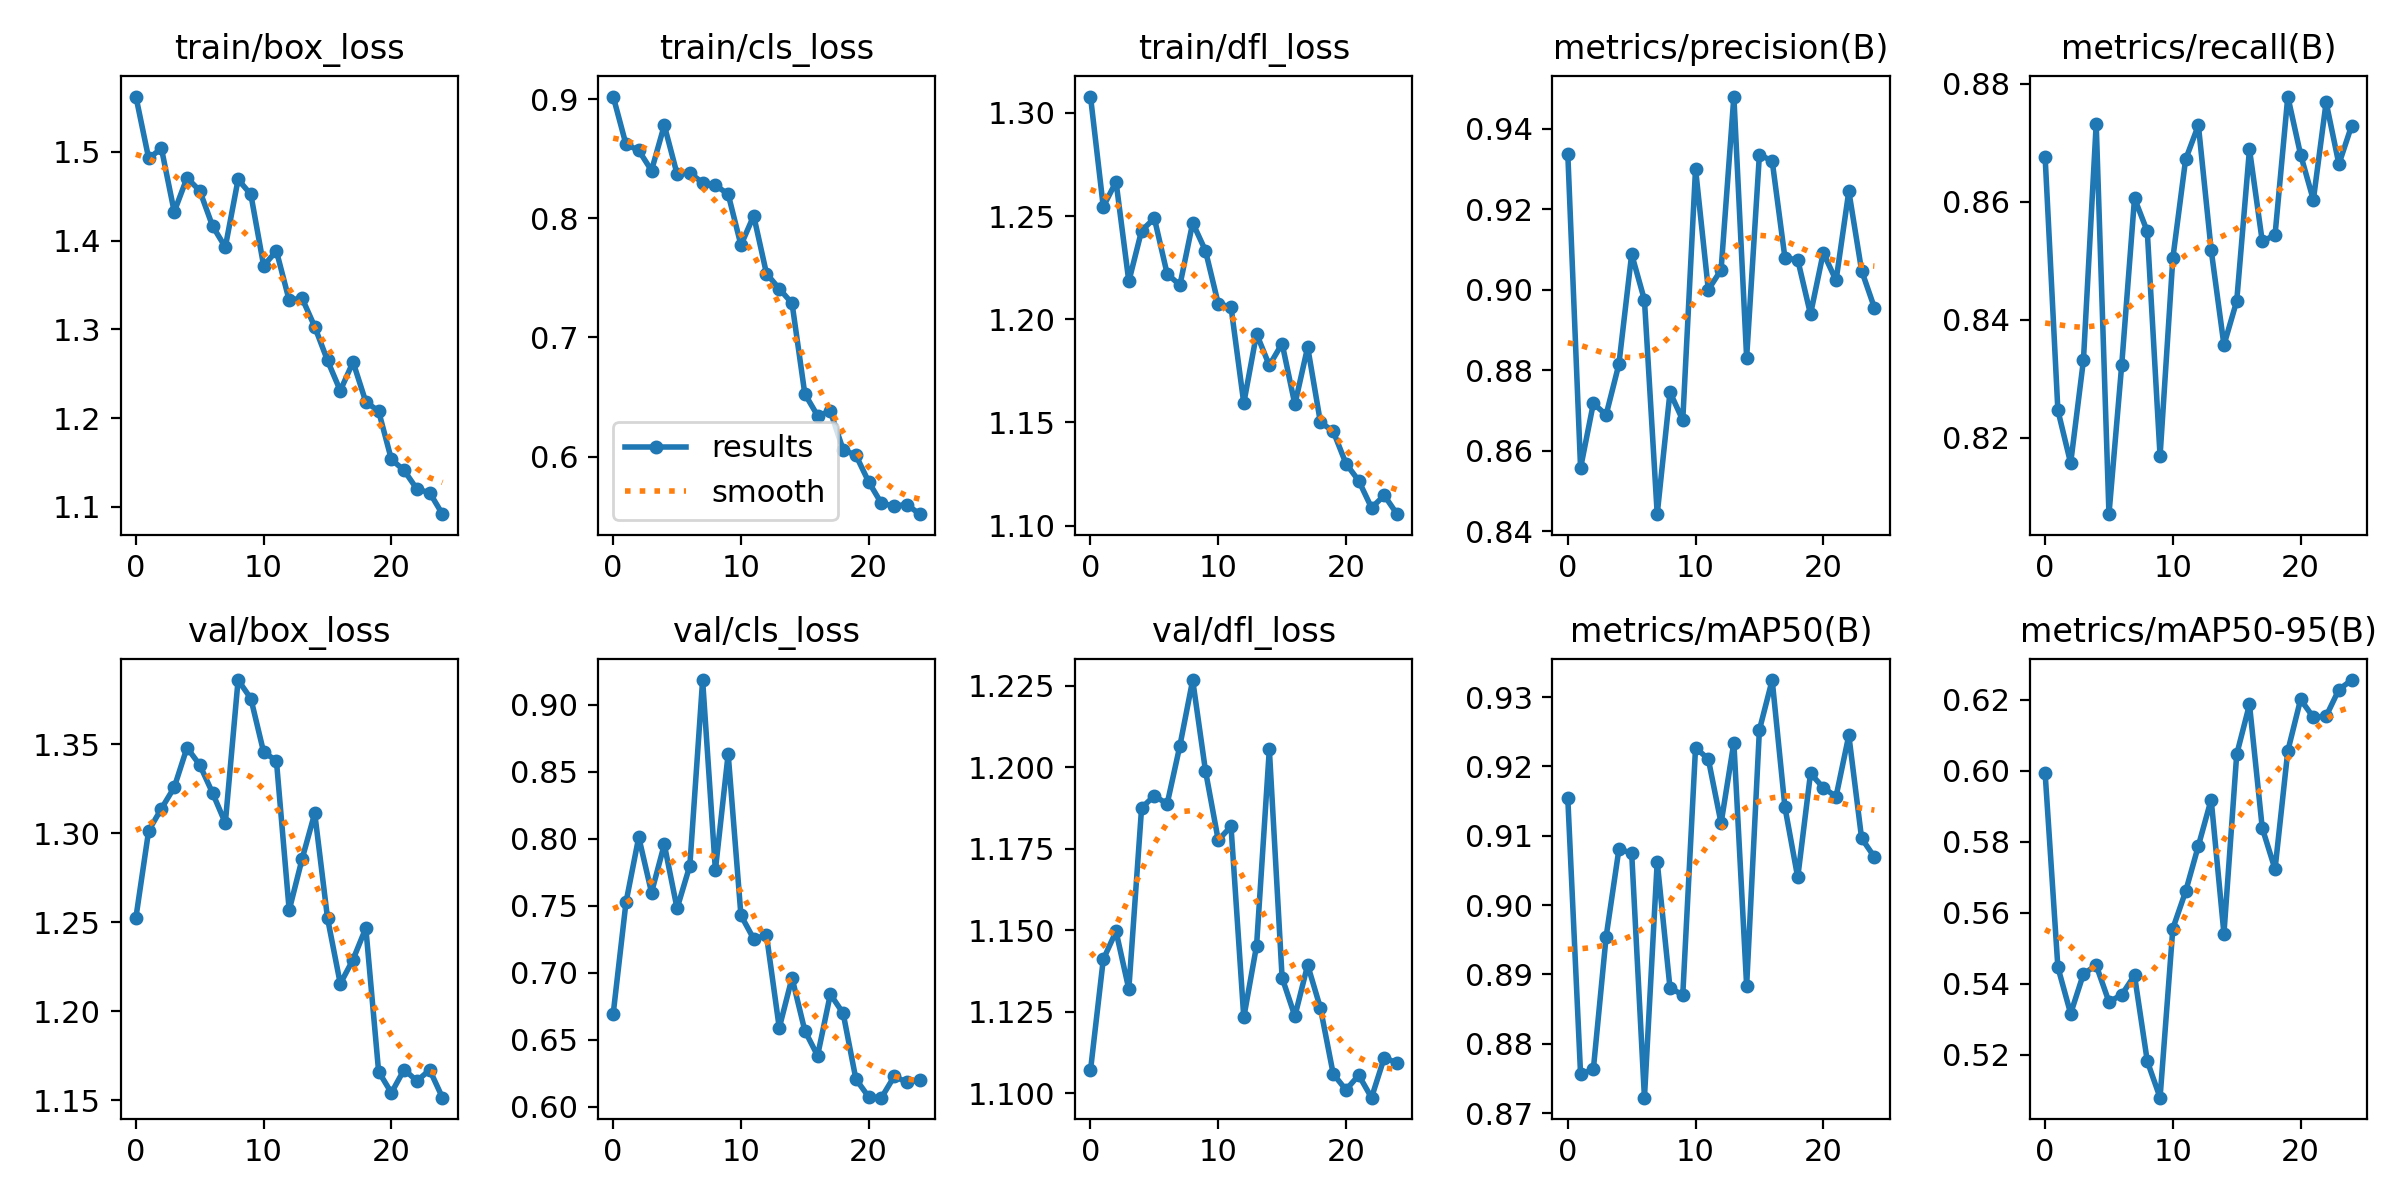 train/box_loss
1.5
1.4
1.3
1.2
1.1
0 10 20
train/cls_loss
0.9
0.8
0.7
0.6
results
smooth
0 10 20
train/dfl_loss
1.30
1.25
1.20
1.15
1.10
0 10 20
metrics/precision(B)
0.94
0.92
0.90
0.88
0.86
0.84
0 10 20
metrics/recall(B)
0.88
0.86
0.84
0.82
0 10 20
val/box_loss
1.35
1.30
1.25
1.20
1.15
0 10 20
val/cls_loss
0.90
0.85
0.80
0.75
0.70
0.65
0.60
0 10 20
val/dfl_loss
1.225
1.200
1.175
1.150
1.125
1.100
0 10 20
metrics/mAP50(B)
0.93
0.92
0.91
0.90
0.89
0.88
0.87
0 10 20
metrics/mAP50-95(B)
0.62
0.60
0.58
0.56
0.54
0.52
0 10 20